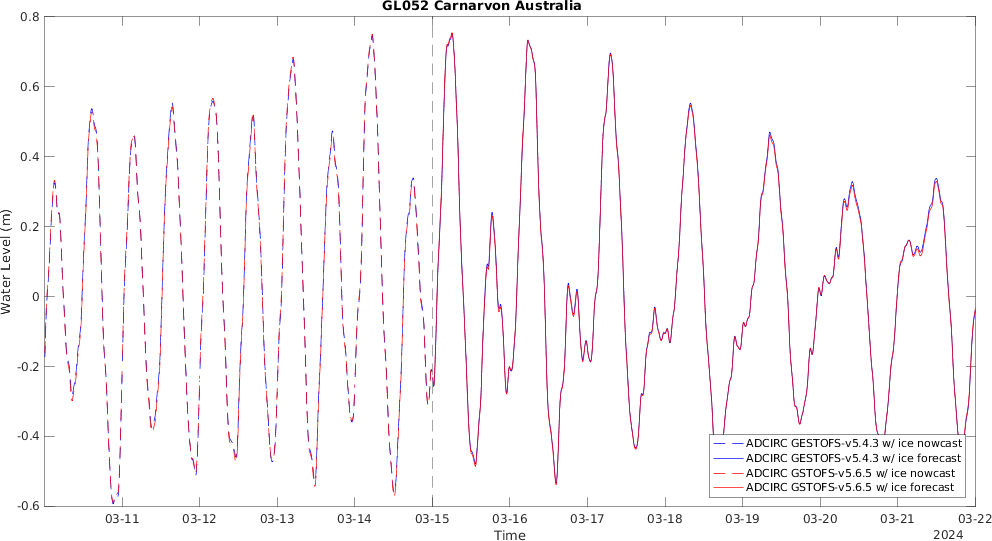 GL052 Carnarvon Australia
0.8
0.6
0.4
0.2
0
-0.2
-0.4
-0.6
Water Level (m)
ADCIRC GESTOFS-v5.4.3 w/ ice nowcast
ADCIRC GESTOFS-v5.4.3 w/ ice forecast
ADCIRC GSTOFS-v5.6.5 w/ ice nowcast
ADCIRC GSTOFS-v5.6.5 w/ ice forecast
03-11 03-12 03-13 03-14 03-15 03-16 03-17 03-18 03-19 03-20 03-21 03-22
Time
2024